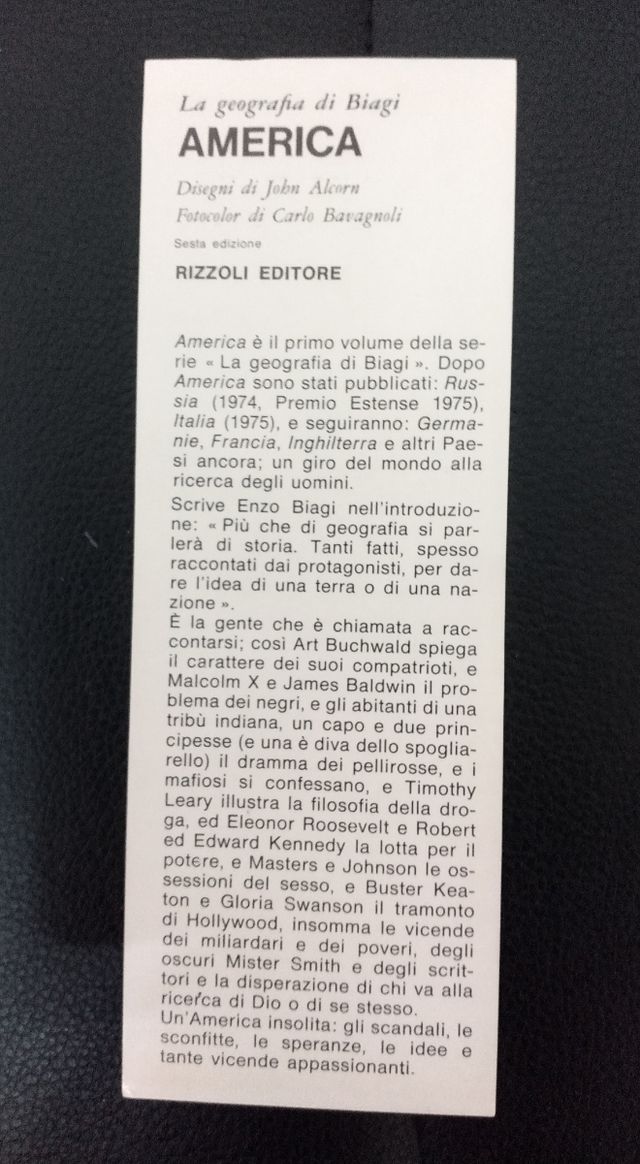 La geografia di Biagi
AMERICA
Disegni di John Alcorn
Fotocolor di Carlo Bavagnoli
Sesta edizione
RIZZOLI EDITORE
America è il primo volume della se-
rie « La geografia di Biagi ». Dopo
America sono stati pubblicati: Rus-
sia (1974, Premio Estense 1975),
Italia (1975), e seguiranno: Germa-
nie, Francia, Inghilterra e altri Pae-
si ancora; un giro del mondo alla
ricerca degli uomini.
Scrive Enzo Biagi nell'introduzio-
ne: « Più che di geografia si par-
lerà di storia. Tanti fatti, spesso
raccontati dai protagonisti, per da-
re l'idea di una terra o di una na-
zione ».
È la gente che è chiamata a rac-
contarsi; così Art Buchwald spiega
il carattere dei suoi compatrioti, e
Malcolm X e James Baldwin il pro-
blema dei negri, e gli abitanti di una
tribù indiana, un capo e due prin-
cipesse (e una è diva dello spoglia-
rello) il dramma dei pellirosse, e i
mafiosi si confessano, e Timothy
Leary illustra la filosofia della dro-
ga, ed Eleonor Roosevelt e Robert
ed Edward Kennedy la lotta per il
potere, e Masters e Johnson le os-
sessioni del sesso, e Buster Kea-
ton e Gloria Swanson il tramonto
di Hollywood, insomma le vicende
dei miliardari e dei poveri, degli
oscuri Mister Smith e degli scrit-
tori e la disperazione di chi va alla
ricerca di Dio o di se stesso.
Un'America insolita: gli scandali, le
sconfitte, le speranze, le idee e
tante vicende appassionanti.